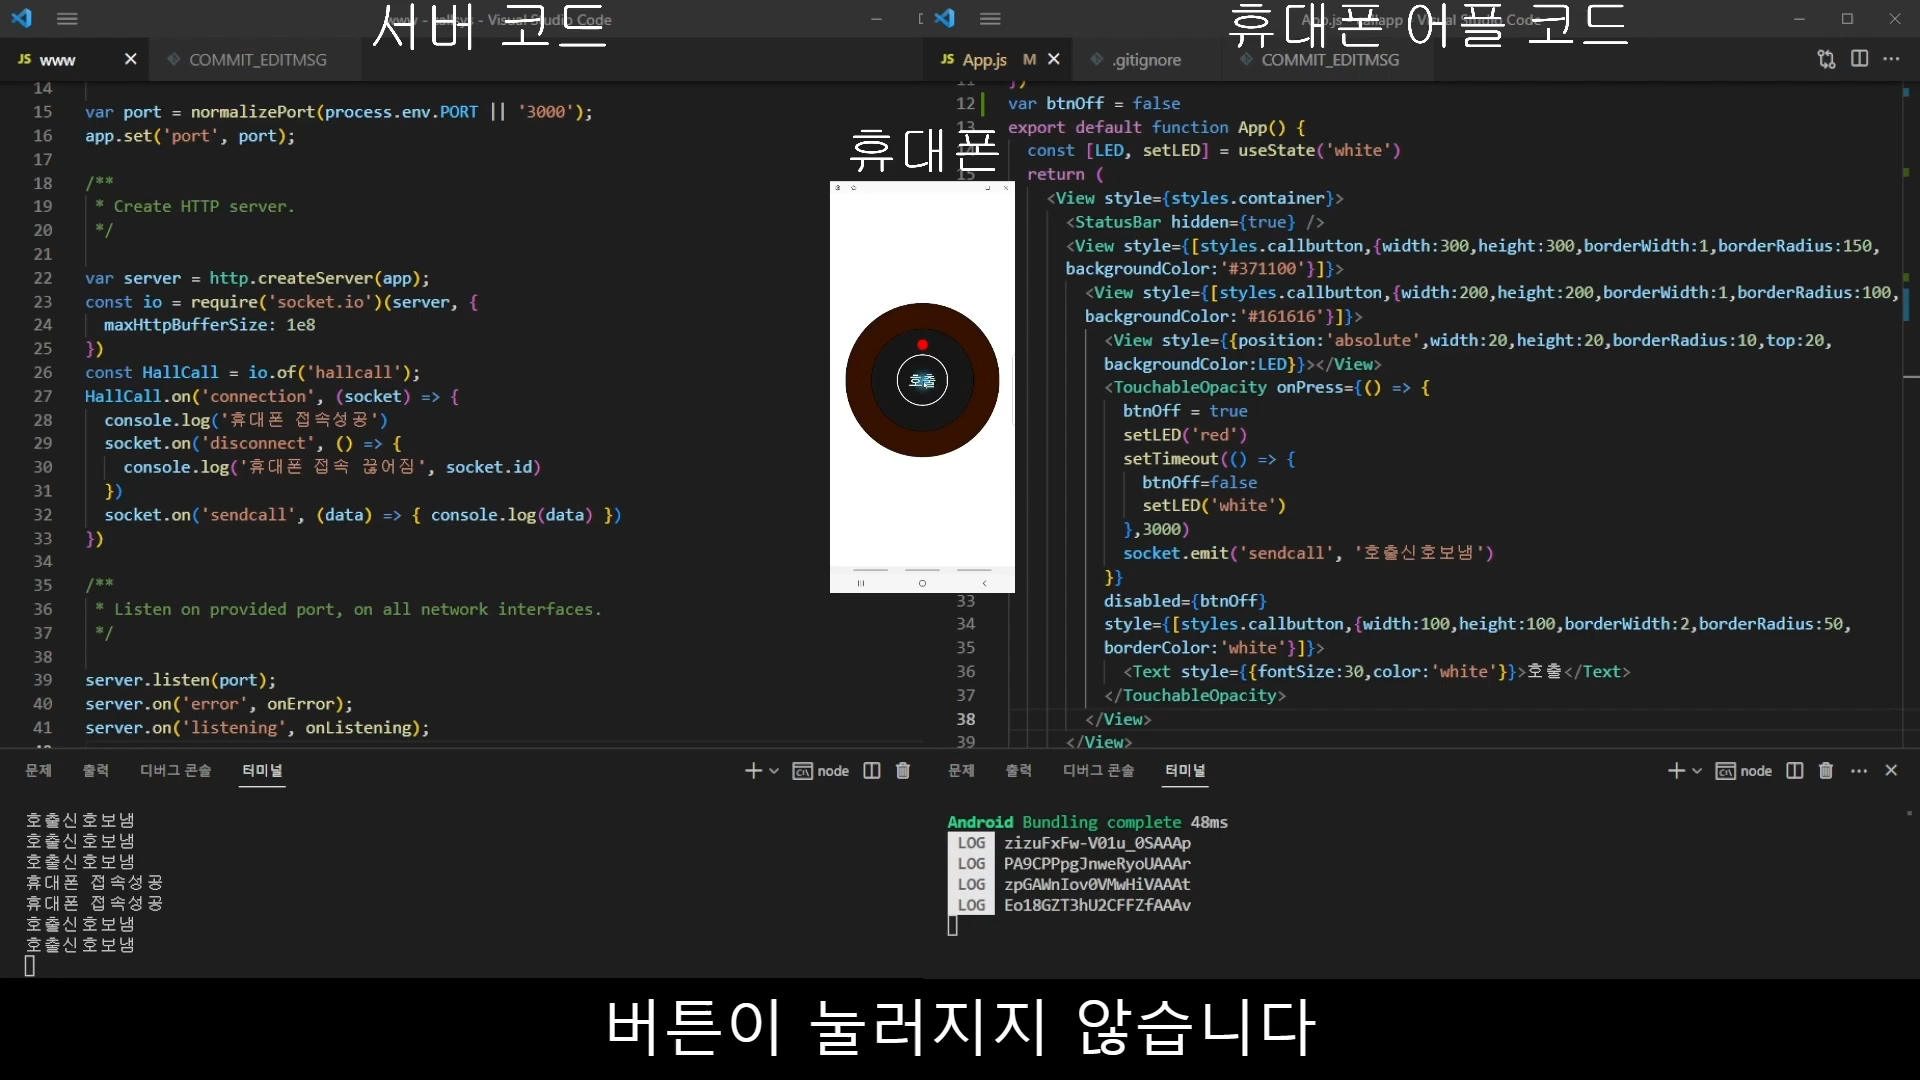 서버 코드
휴대폰 어플 코드
JS www
COMMIT_EDITMSG
JS App.js M
.gitignore
COMMIT_EDITMSG
14
15 var port = normalizePort(process.env.PORT || '3000');
16 app.set('port', port);
17
18 /**
19 * Create HTTP server.
20 */
21
22 var server = http.createServer(app);
23 const io = require('socket.io')(server, {
24 maxHttpBufferSize: 1e8
25 })
26 const HallCall = io.of('hallcall');
27 HallCall.on('connection', (socket) => {
28 console.log('휴대폰 접속성공')
29 socket.on('disconnect', () => {
30 console.log('휴대폰 접속 끊어짐', socket.id)
31 })
32 socket.on('sendcall', (data) => { console.log(data) })
33 })
34
35 /**
36 * Listen on provided port, on all network interfaces.
37 */
38
39 server.listen(port);
40 server.on('error', onError);
41 server.on('listening', onListening);
휴대폰
호출
12 var btnOff = false
13 export default function App() {
const [LED, setLED] = useState('white')
15 return (
<View style={styles.container}>
<StatusBar hidden={true} />
<View style={[styles.callbutton,{width:300,height:300,borderWidth:1,borderRadius:150,
backgroundColor:'#371100'}]}>
<View style={[styles.callbutton,{width:200,height:200,borderWidth:1,borderRadius:100,
backgroundColor:'#161616'}]}>
<View style={{position:'absolute',width:20,height:20,borderRadius:10,top:20,
backgroundColor:LED}}></View>
<TouchableOpacity onPress={() => {
btnOff = true
setLED('red')
setTimeout(() => {
btnOff=false
setLED('white')
},3000)
socket.emit('sendcall', '호출신호보냄')
}}
33 disabled={btnOff}
34 style={[styles.callbutton,{width:100,height:100,borderWidth:2,borderRadius:50,
35 borderColor:'white'}]}>
36 <Text style={{fontSize:30,color:'white'}}>호출</Text>
37 </TouchableOpacity>
38 </View>
39 </View>
문제 출력 디버그 콘솔 터미널 node
호출신호보냄
호출신호보냄
호출신호보냄
휴대폰 접속성공
휴대폰 접속성공
호출신호보냄
호출신호보냄
문제 출력 디버그 콘솔 터미널 node
Android Bundling complete 48ms
LOG zizuFxFw-V01u_0SAAAp
LOG PA9CPPpgJnweRyoUAAAr
LOG zpGAWnIov0VMwHiVAAAt
LOG Eo18GZT3hU2CFFZfAAAv
버튼이 눌러지지 않습니다